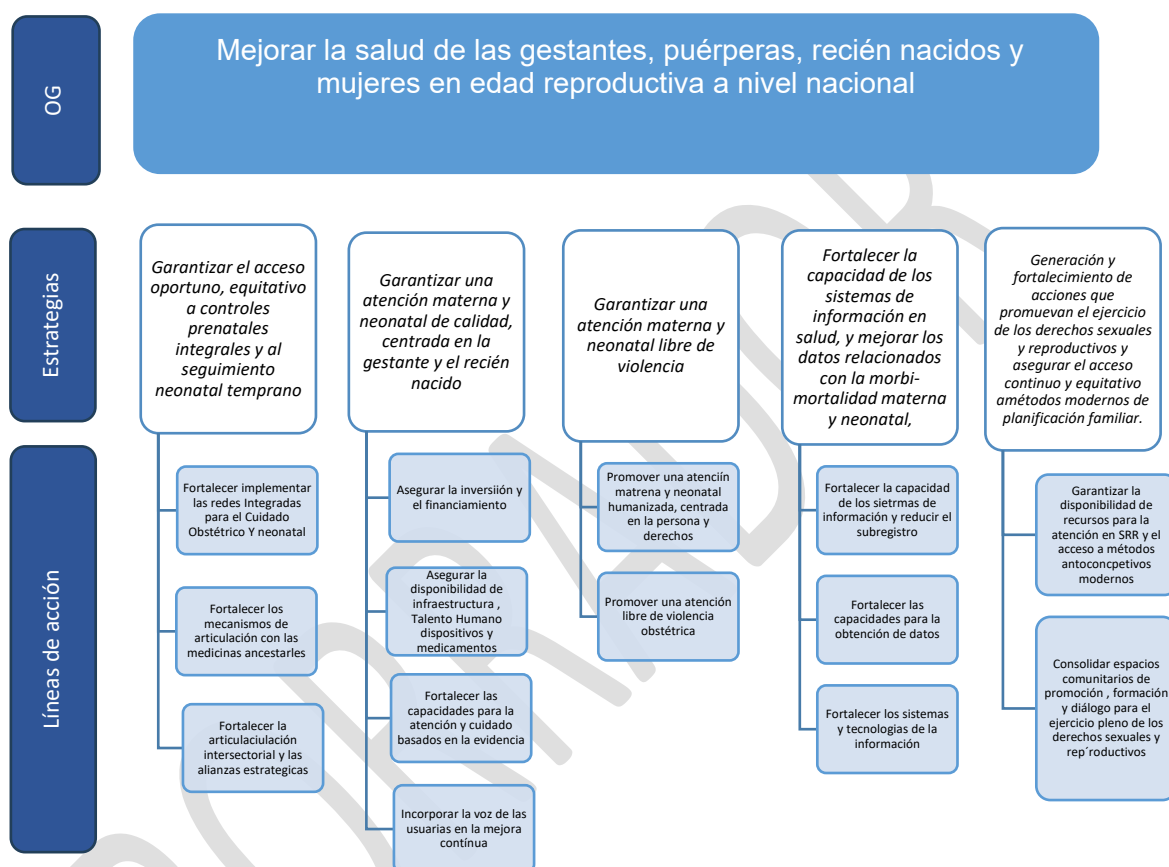 OG
Mejorar la salud de las gestantes, puérperas, recién nacidos y
mujeres en edad reproductiva a nivel nacional
Estrategias
Garantizar el acceso
oportuno, equitativo
a controles
prenatales
integrales y al
seguimiento
neonatal temprano
Garantizar una
atención materna y
neonatal de calidad,
centrada en la
gestante y el recién
nacido
Garantizar una
atención materna y
neonatal libre de
violencia
Fortalecer la
capacidad de los
sistemas de
información en
salud, y mejorar los
datos relacionados
con la morbi-
mortalidad materna
y neonatal,
Generación y
fortalecimiento de
acciones que
promuevan el ejercicio
de los derechos sexuales
y reproductivos y
asegurar el acceso
continuo y equitativo
amétodos modernos de
planificación familiar.
Líneas de acción
Fortalecer implementar
las redes Integradas
para el Cuidado
Obstétrico Y neonatal
Fortalecer los
mecanismos de
articulación con las
medicinas ancestarles
Fortalecer la
articulaciulación
intersectorial y las
alianzas estrategicas
Asegurar la inversiión y
el financiamiento
Asegurar la
disponibilidad de
infraestructura ,
Talento Humano
dispositivos y
medicamentos
Fortalecer las
capacidades para la
atención y cuidado
basados en la evidencia
Incorporar la voz de las
usuarias en la mejora
contínua
Promover una atenciín
matrena y neonatal
humanizada, centrada
en la persona y
derechos
Promover una atención
libre de violencia
obstétrica
Fortalecer la capacidad
de los sietrmas de
información y reducir el
subregistro
Fortalecer las
capacidades para la
obtención de datos
Fortalecer los sistemas
y tecnologias de la
información
Garantizar la
disponibilidad de
recursos para la
atención en SRR y el
acceso a métodos
antoconcpetivos
modernos
Consolidar espacios
comunitarios de
promoción , formación
y diálogo para el
ejercicio pleno de los
derechos sexuales y
rep´roductivos